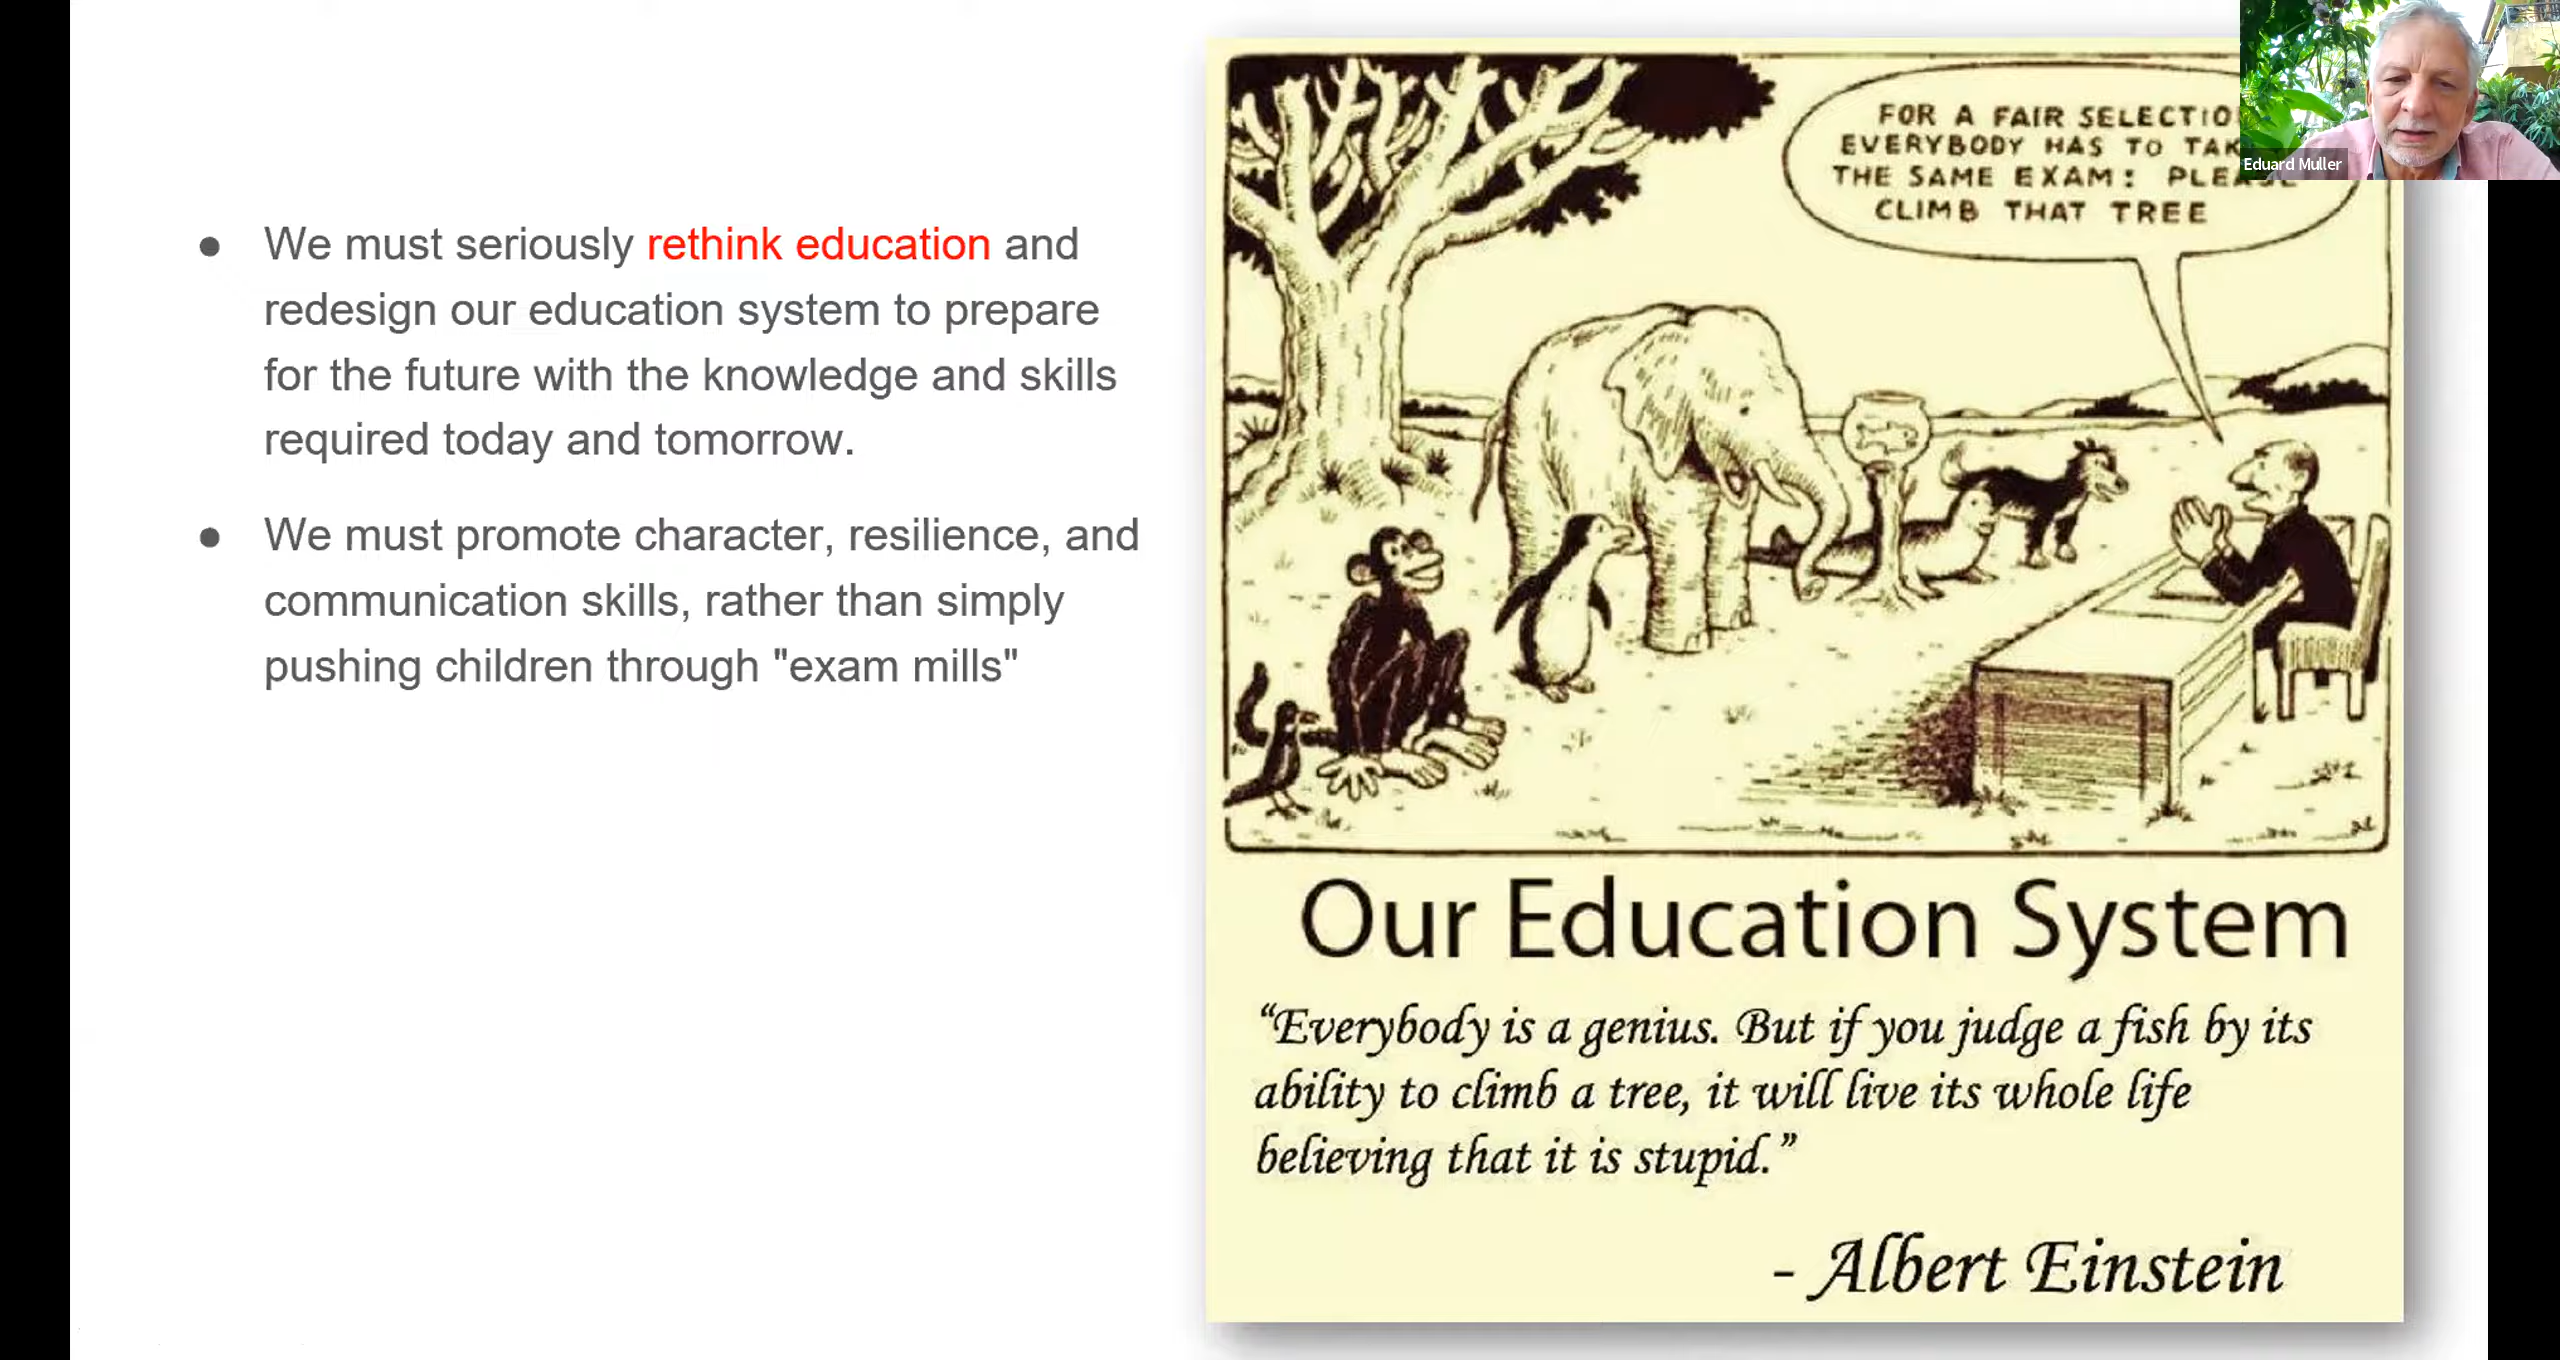 ● We must seriously rethink education and
redesign our education system to prepare
for the future with the knowledge and skills
required today and tomorrow.
● We must promote character, resilience, and
communication skills, rather than simply
pushing children through "exam mills"
FOR A FAIR SELECTIO
EVERYBODY HAS TO TAK
THE SAME EXAM: PLEASE
CLIMB THAT TREE
Eduard Muller
Our Education System
“Everybody is a genius. But if you judge a fish by its
ability to climb a tree, it will live its whole life
believing that it is stupid.”
- Albert Einstein